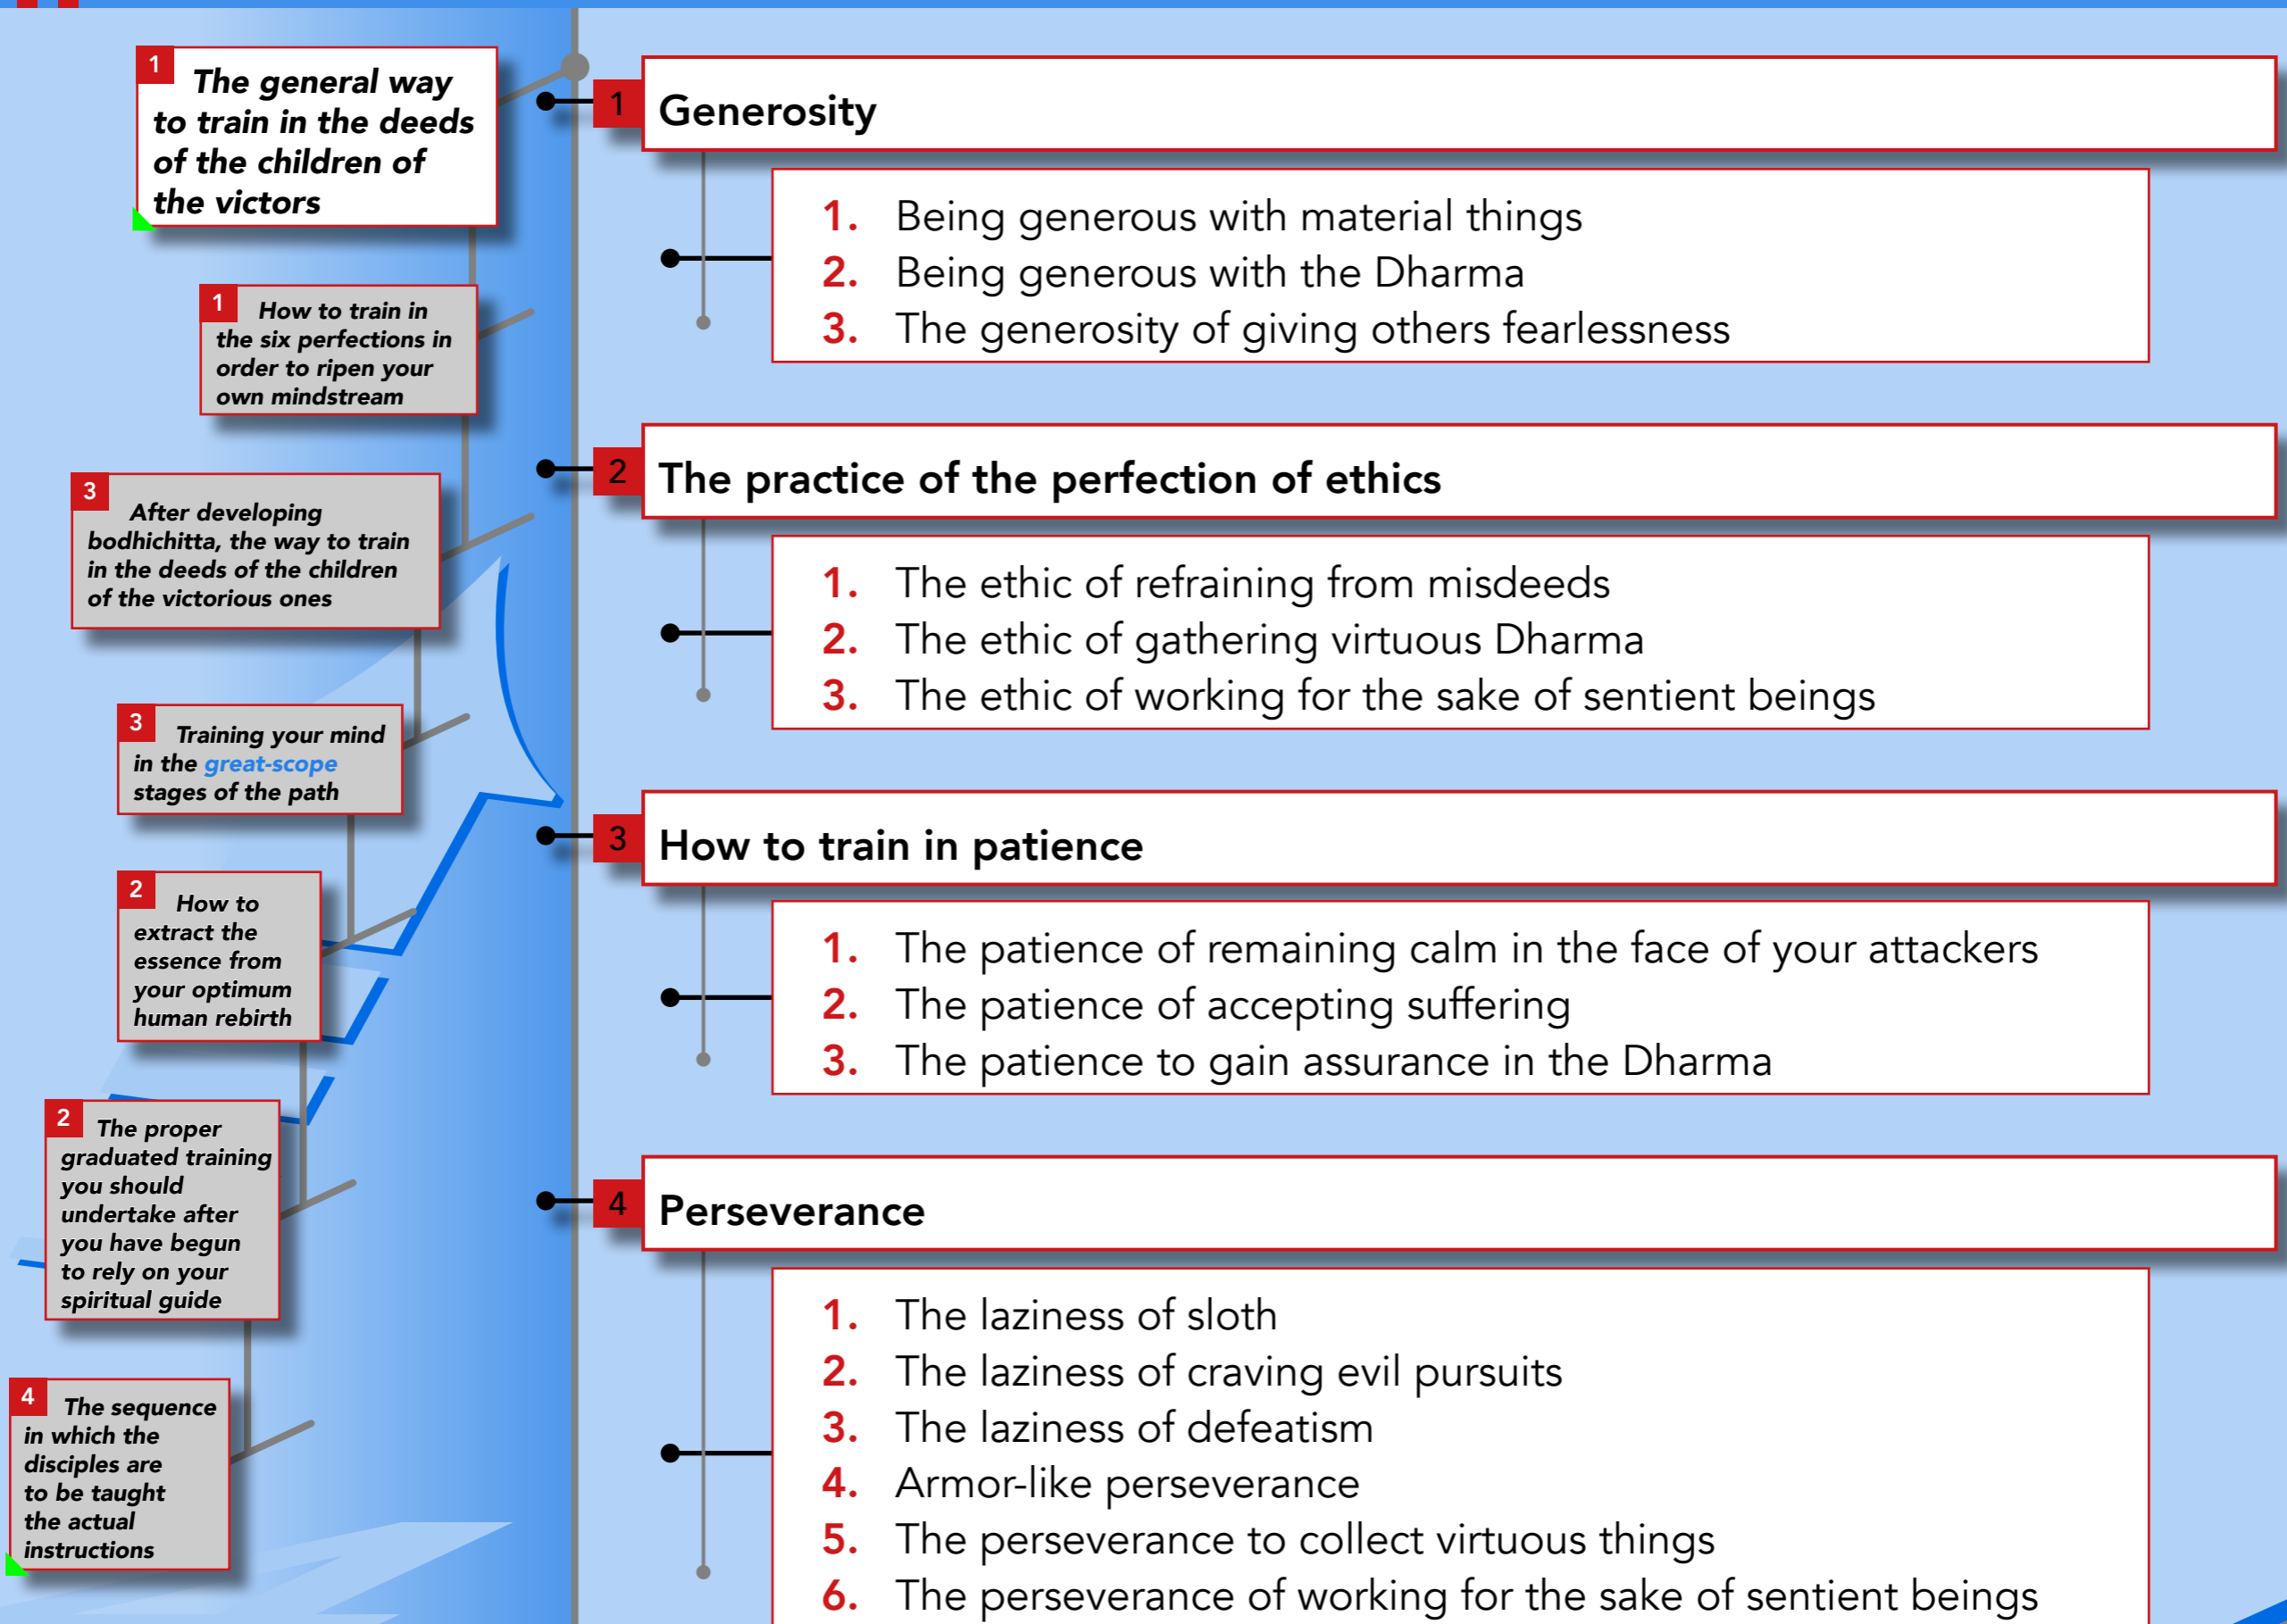 1
The general way
to train in the deeds
of the children of
the victors
1
How to train in
the six perfections in
order to ripen your
own mindstream
3
After developing
bodhichitta, the way to train
in the deeds of the children
of the victorious ones
3
Training your mind
in the great-scope
stages of the path
2
How to
extract the
essence from
your optimum
human rebirth
2
The proper
graduated training
you should
undertake after
you have begun
to rely on your
spiritual guide
4
The sequence
in which the
disciples are
to be taught
the actual
instructions
1 Generosity
1. Being generous with material things
2. Being generous with the Dharma
3. The generosity of giving others fearlessness
2 The practice of the perfection of ethics
1. The ethic of refraining from misdeeds
2. The ethic of gathering virtuous Dharma
3. The ethic of working for the sake of sentient beings
3 How to train in patience
1. The patience of remaining calm in the face of your attackers
2. The patience of accepting suffering
3. The patience to gain assurance in the Dharma
4 Perseverance
1. The laziness of sloth
2. The laziness of craving evil pursuits
3. The laziness of defeatism
4. Armor-like perseverance
5. The perseverance to collect virtuous things
6. The perseverance of working for the sake of sentient beings